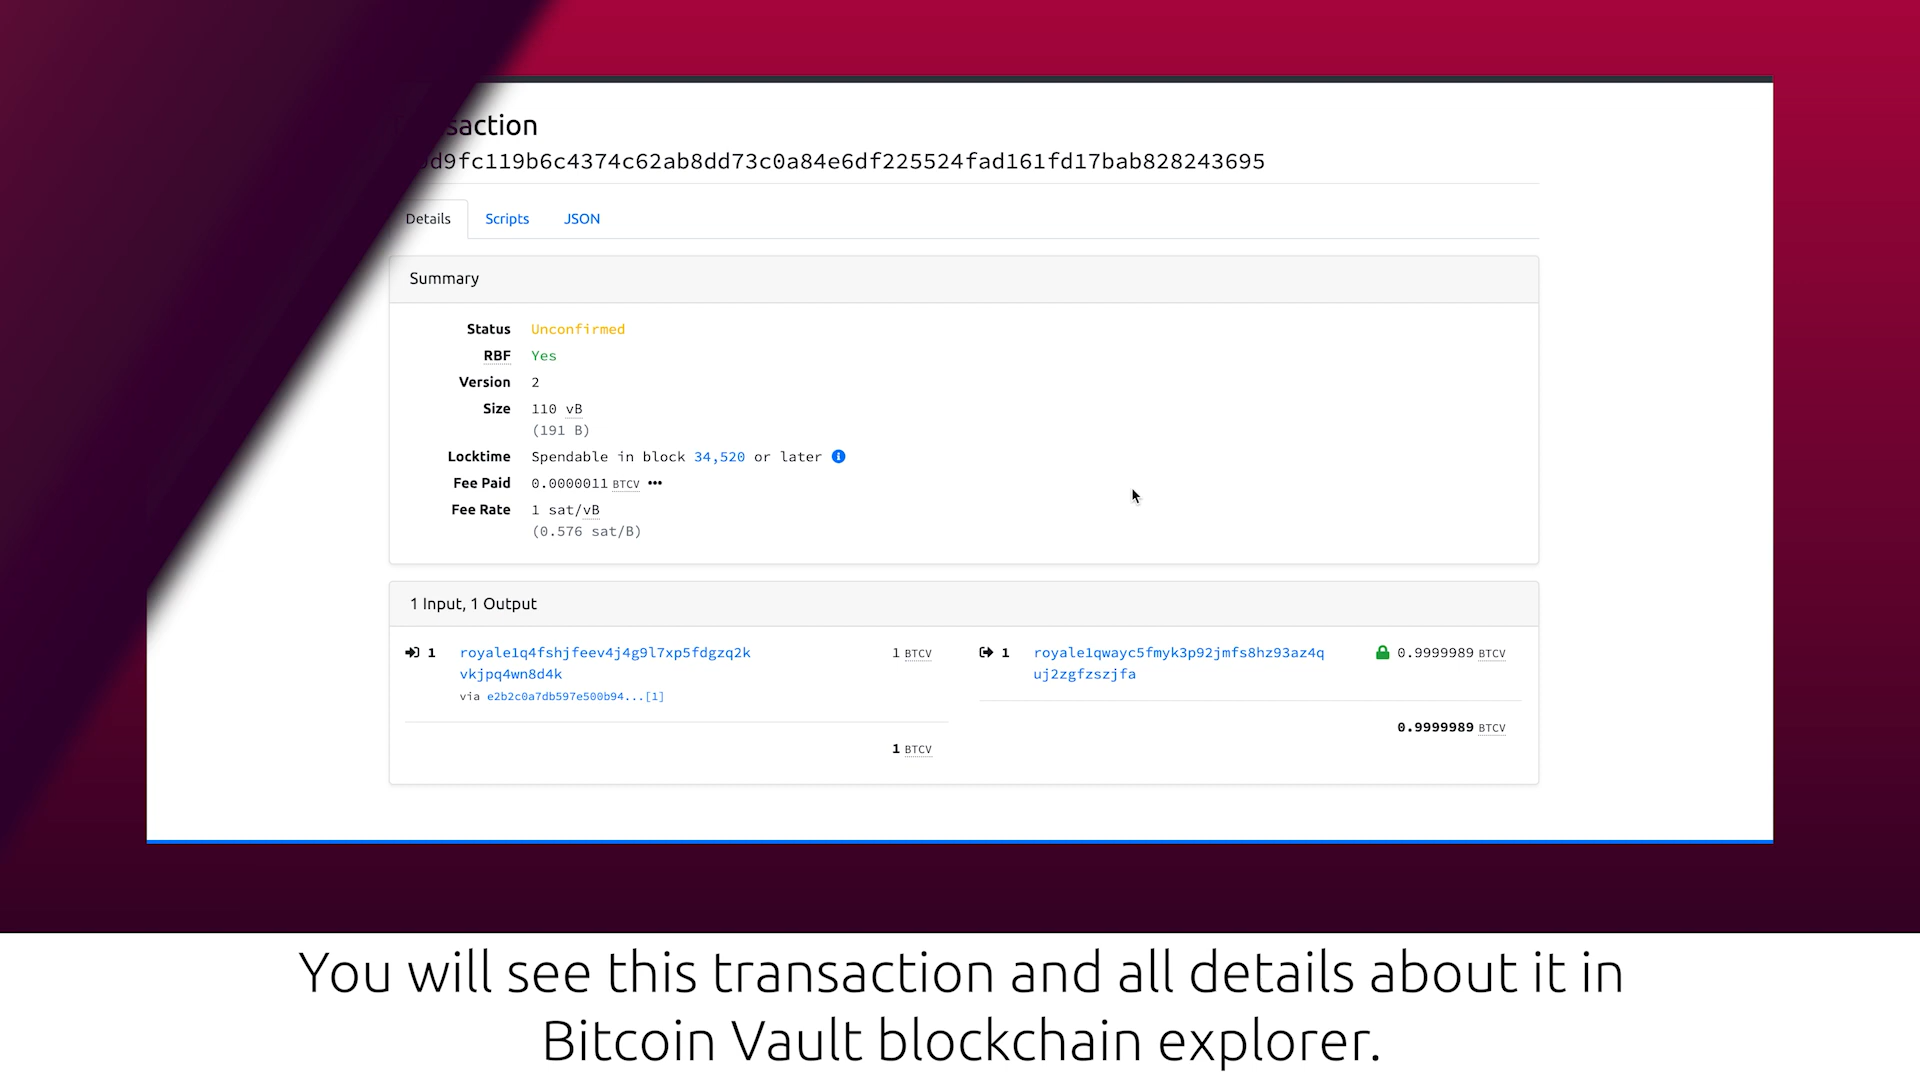 saction
d9fc119b6c4374c62ab8dd73c0a84e6df225524fad161fd17bab828243695
Details Scripts JSON
Summary
Status Unconfirmed
RBF Yes
Version 2
Size 110 vB
(191 B)
Locktime Spendable in block 34,520 or later
Fee Paid 0.0000011 BTCV •••
Fee Rate 1 sat/vB
(0.576 sat/B)
1 Input, 1 Output
1 royale1q4fshjfeev4j4g9l7xp5fdgzq2k 1 BTCV
vkjpq4wn8d4k
via e2b2c0a7db597e500b94...[1]
1 BTCV
1 royale1qwayc5fmyk3p92jmfs8hz93az4q 0.9999989 BTCV
uj2zgfzszjfa
0.9999989 BTCV
You will see this transaction and all details about it in
Bitcoin Vault blockchain explorer.